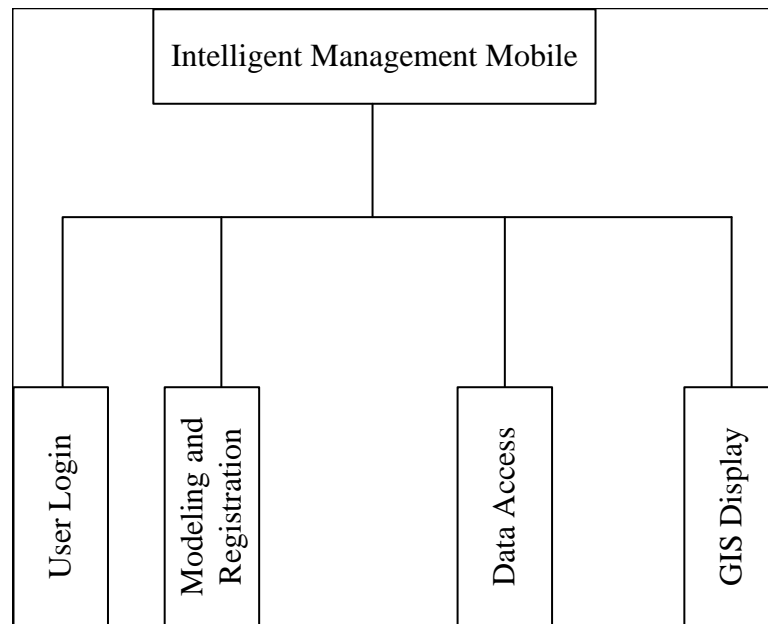 Intelligent Management Mobile
User Login
Modeling and
Registration
Data Access
GIS Display